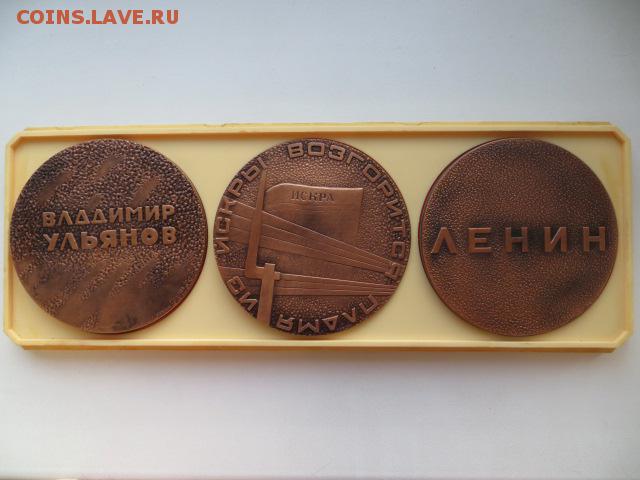 COINS.LAVE.RU
ВЛАДИМИР
УЛЬЯНОВ
ИЗ ИСКРЫ ВОЗГОРИТСЯ ПЛАМЯ
ИСКРА
ЛЕНИН